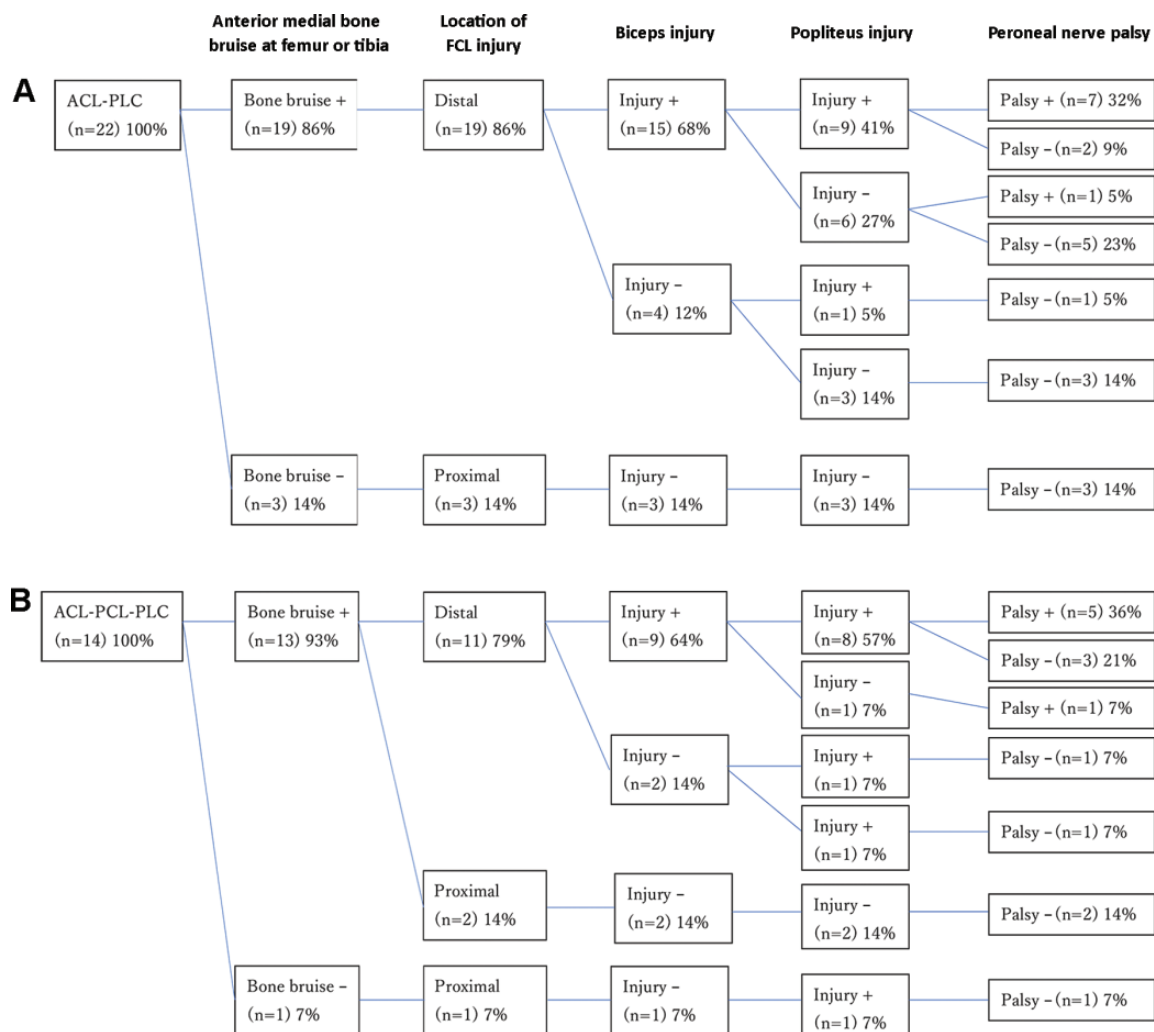 Anterior medial bone
bruise at femur or tibia
Location of
FCL injury
Biceps injury
Popliteus injury
Peroneal nerve palsy
A
ACL-PLC
(n=22) 100%
Bone bruise +
(n=19) 86%
Distal
(n=19) 86%
Injury +
(n=15) 68%
Injury +
(n=9) 41%
Palsy + (n=7) 32%
Palsy – (n=2) 9%
Injury –
(n=6) 27%
Palsy + (n=1) 5%
Palsy – (n=5) 23%
Injury –
(n=4) 12%
Injury +
(n=1) 5%
Palsy – (n=1) 5%
Injury –
(n=3) 14%
Palsy – (n=3) 14%
Bone bruise –
(n=3) 14%
Proximal
(n=3) 14%
Injury –
(n=3) 14%
Injury –
(n=3) 14%
Palsy – (n=3) 14%
B
ACL-PCL-PLC
(n=14) 100%
Bone bruise +
(n=13) 93%
Distal
(n=11) 79%
Injury +
(n=9) 64%
Injury +
(n=8) 57%
Palsy + (n=5) 36%
Palsy – (n=3) 21%
Injury –
(n=1) 7%
Palsy + (n=1) 7%
Injury –
(n=2) 14%
Injury +
(n=1) 7%
Palsy – (n=1) 7%
Injury +
(n=1) 7%
Palsy – (n=1) 7%
Proximal
(n=2) 14%
Injury –
(n=2) 14%
Injury –
(n=2) 14%
Palsy – (n=2) 14%
Bone bruise –
(n=1) 7%
Proximal
(n=1) 7%
Injury –
(n=1) 7%
Injury +
(n=1) 7%
Palsy – (n=1) 7%